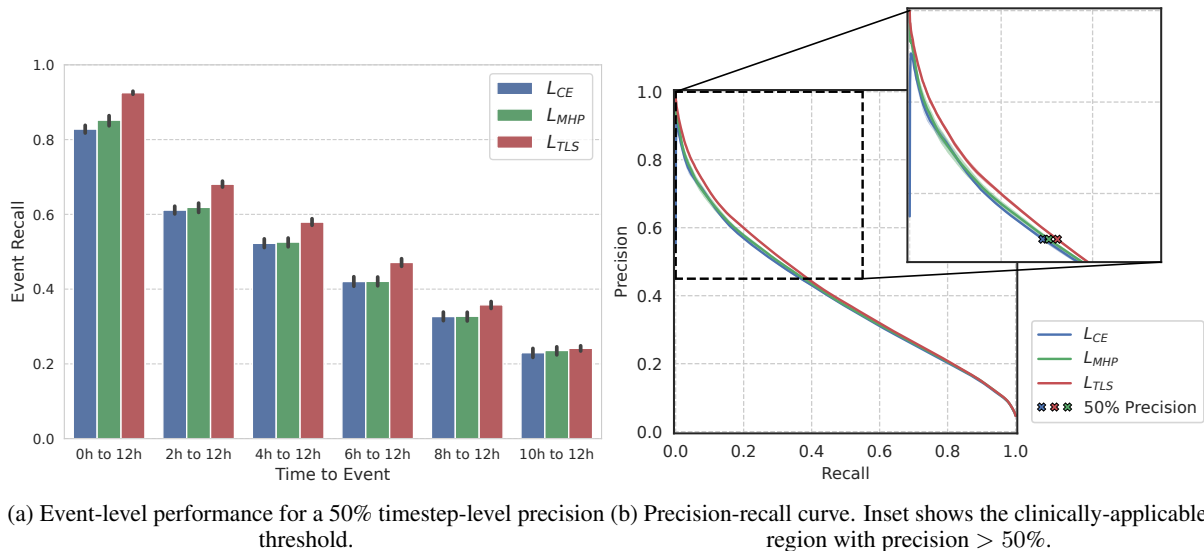 1.0
0.8
0.6
0.4
0.2
0.0
Event Recall
L_CE
L_MHP
L_TLS
0h to 12h 2h to 12h 4h to 12h 6h to 12h 8h to 12h 10h to 12h
Time to Event
1.0
0.8
0.6
0.4
0.2
0.0
Precision
0.0 0.2 0.4 0.6 0.8 1.0
Recall
L_CE
L_MHP
L_TLS
50% Precision
(a) Event-level performance for a 50% timestep-level precision
threshold.
(b) Precision-recall curve. Inset shows the clinically-applicable
region with precision > 50%.